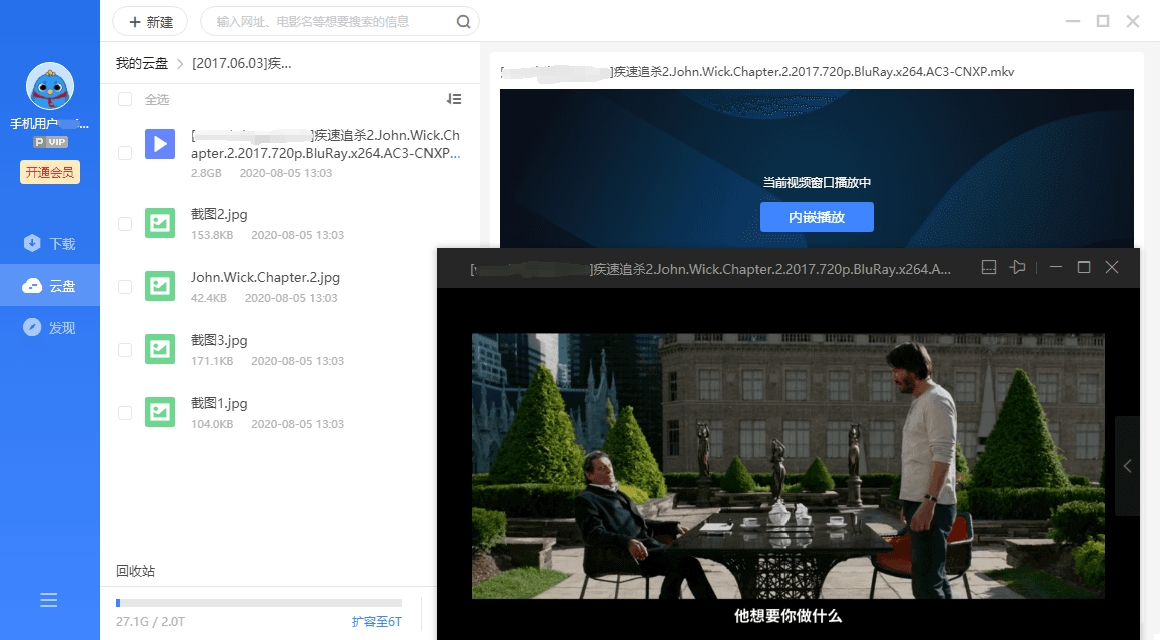 新建
输入网址、电影名等想要搜索的信息
手机用户 ...
P VIP
开通会员
下载
云盘
发现
我的云盘 > [2017.06.03]疾...
全选
[ ]疾速追杀2.John.Wick.Ch
apter.2.2017.720p.BluRay.x264.AC3-CNXP...
2.8GB 2020-08-05 13:03
截图2.jpg
153.8KB 2020-08-05 13:03
John.Wick.Chapter.2.jpg
42.4KB 2020-08-05 13:03
截图3.jpg
171.1KB 2020-08-05 13:03
截图1.jpg
104.0KB 2020-08-05 13:03
回收站
27.1G / 2.0T 扩容至6T
[ ]疾速追杀2.John.Wick.Chapter.2.2017.720p.BluRay.x264.AC3-CNXP.mkv
当前视频窗口播放中
内嵌播放
[ ]疾速追杀2.John.Wick.Chapter.2.2017.720p.BluRay.x264.A...
他想要你做什么